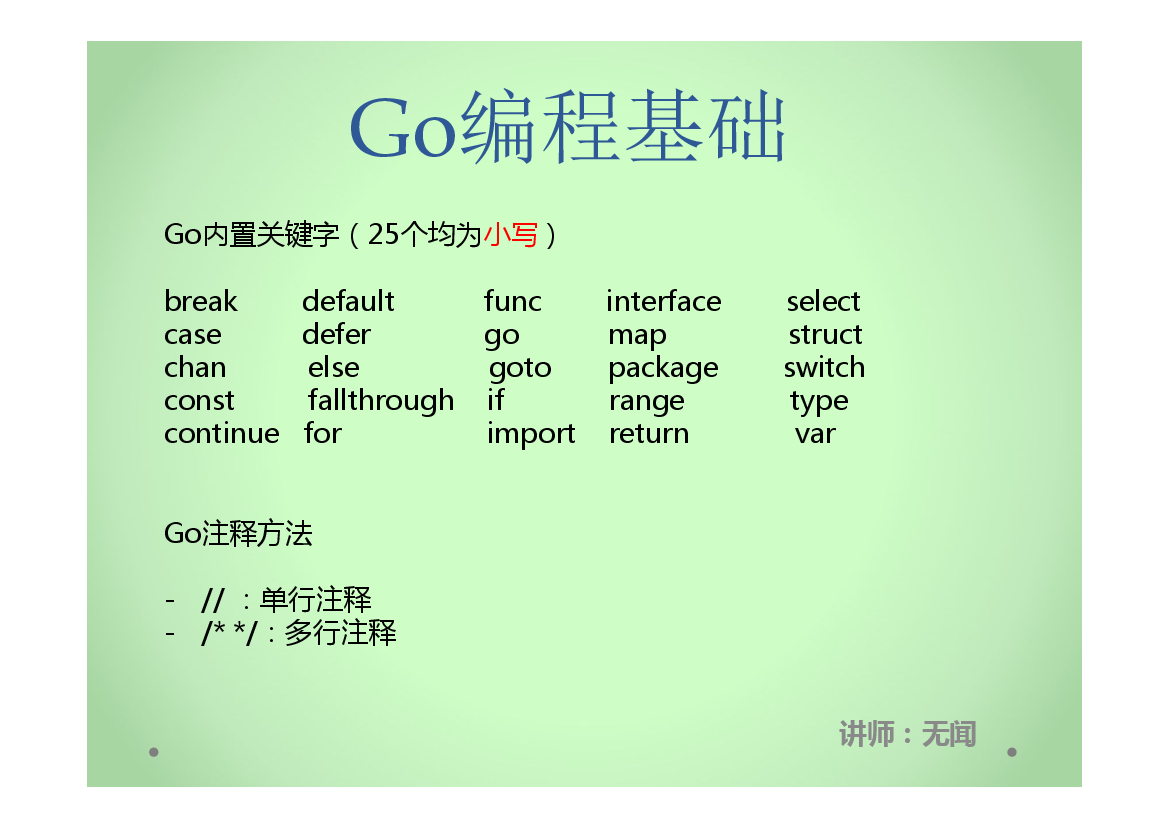 Go编程基础
Go内置关键字（25个均为小写）
break default func interface select
case defer go map struct
chan else goto package switch
const fallthrough if range type
continue for import return var
Go注释方法
- // ：单行注释
- /* */：多行注释
讲师：无闻